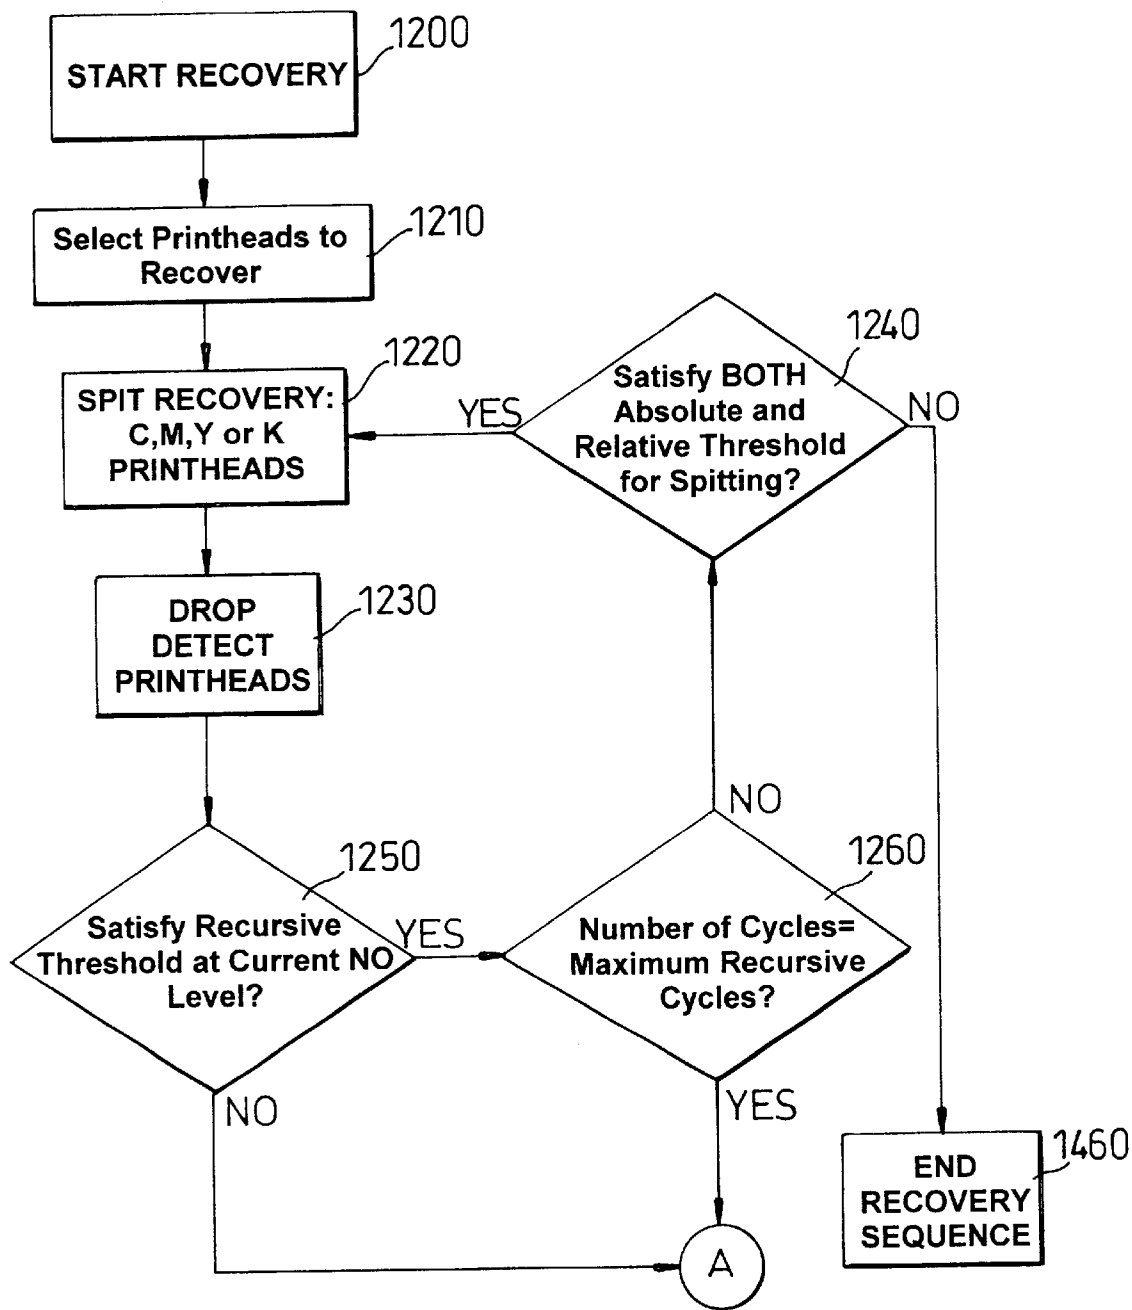 1200
START RECOVERY
1210
Select Printheads to
Recover
1220
SPIT RECOVERY:
C,M,Y or K
PRINTHEADS
1240
Satisfy BOTH
Absolute and
Relative Threshold
for Spitting?
YES
NO
1230
DROP
DETECT
PRINTHEADS
1250
Satisfy Recursive
Threshold at Current NO
Level?
YES
NO
1260
Number of Cycles=
Maximum Recursive
Cycles?
NO
YES
1460
END
RECOVERY
SEQUENCE
A